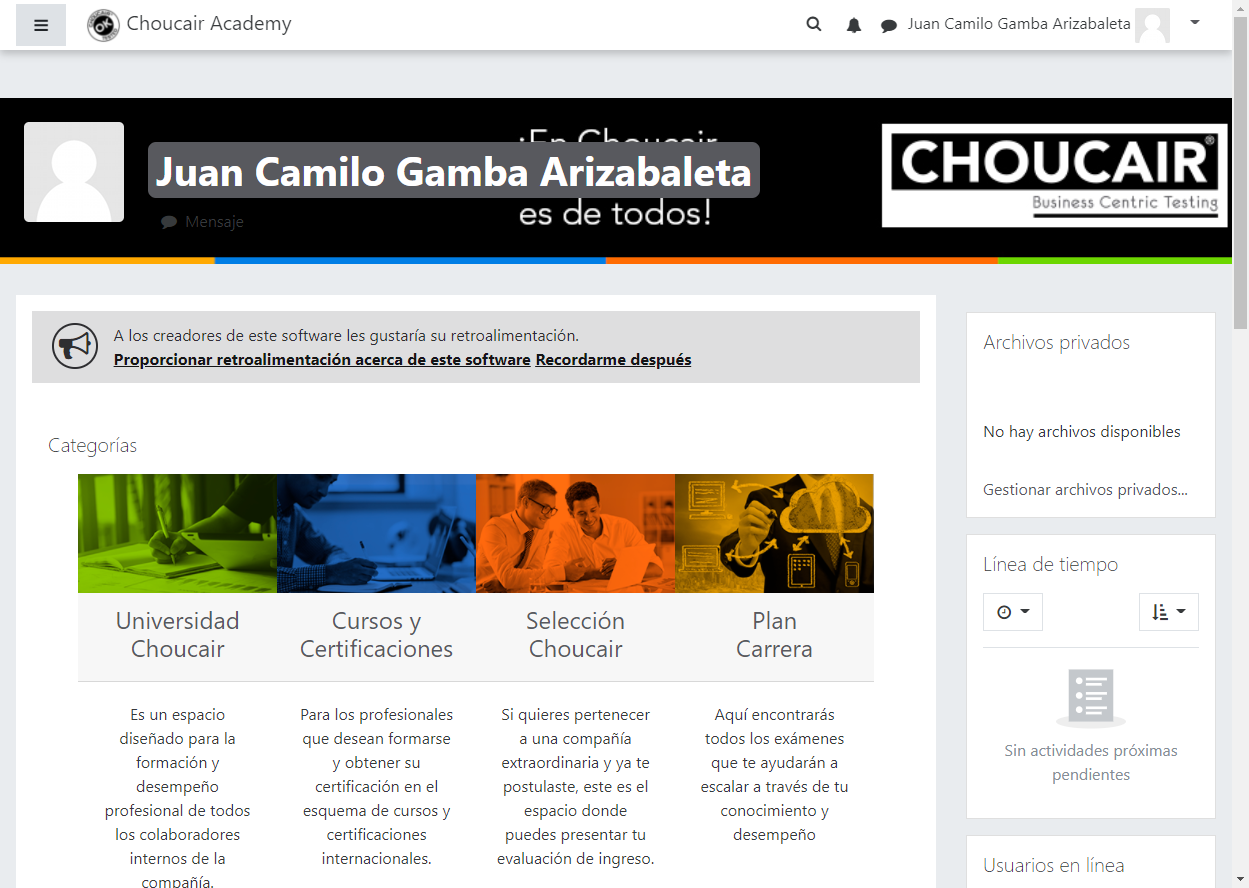 Choucair Academy
Juan Camilo Gamba Arizabaleta
¡En Choucair
Juan Camilo Gamba Arizabaleta
es de todos!
Mensaje
CHOUCAIR®
Business Centric Testing
A los creadores de este software les gustaría su retroalimentación.
Proporcionar retroalimentación acerca de este software Recordarme después
Categorías
Universidad
Choucair
Es un espacio
diseñado para la
formación y
desempeño
profesional de todos
los colaboradores
internos de la
compañía.
Cursos y
Certificaciones
Para los profesionales
que desean formarse
y obtener su
certificación en el
esquema de cursos y
certificaciones
internacionales.
Selección
Choucair
Si quieres pertenecer
a una compañía
extraordinaria y ya te
postulaste, este es el
espacio donde
puedes presentar tu
evaluación de ingreso.
Plan
Carrera
Aquí encontrarás
todos los exámenes
que te ayudarán a
escalar a través de tu
conocimiento y
desempeño
Archivos privados
No hay archivos disponibles
Gestionar archivos privados...
Línea de tiempo
Sin actividades próximas
pendientes
Usuarios en línea